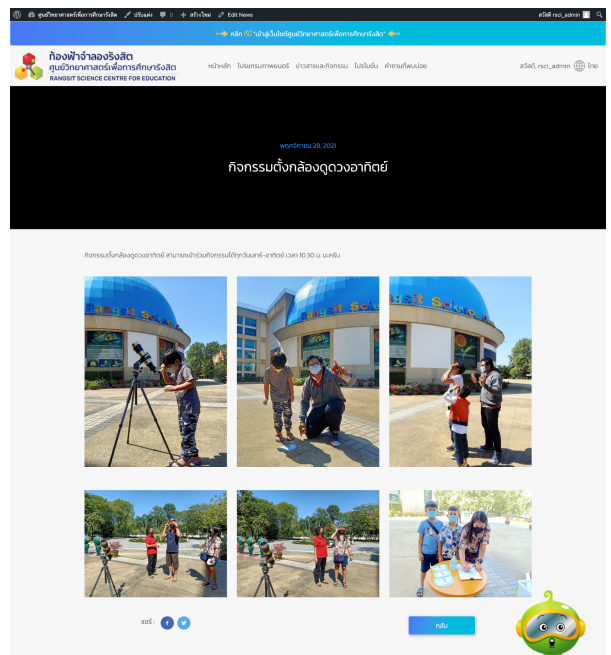 ศูนย์วิทยาศาสตร์เพื่อการศึกษารังสิต ปรับแต่ง 0 + สร้างใหม่ Edit News สวัสดี rsci_admin
คลิก ที่นี่ "เข้าสู่เว็บไซต์ศูนย์วิทยาศาสตร์เพื่อการศึกษารังสิต"
ท้องฟ้าจำลองรังสิต
ศูนย์วิทยาศาสตร์เพื่อการศึกษารังสิต
RANGSIT SCIENCE CENTRE FOR EDUCATION
หน้าหลัก โปรแกรมภาพยนตร์ ข่าวสารและกิจกรรม โปรโมชั่น คำถามที่พบบ่อย สวัสดี, rsci_admin ไทย
พฤศจิกายน 28, 2021
กิจกรรมตั้งกล้องดูดวงอาทิตย์
กิจกรรมตั้งกล้องดูดวงอาทิตย์ สามารถเข้าร่วมกิจกรรมได้ทุกวันเสาร์-อาทิตย์ เวลา 10.30 น. นะครับ
Rangsit Scie
Rangsit Scie
แชร์ :
กลับ